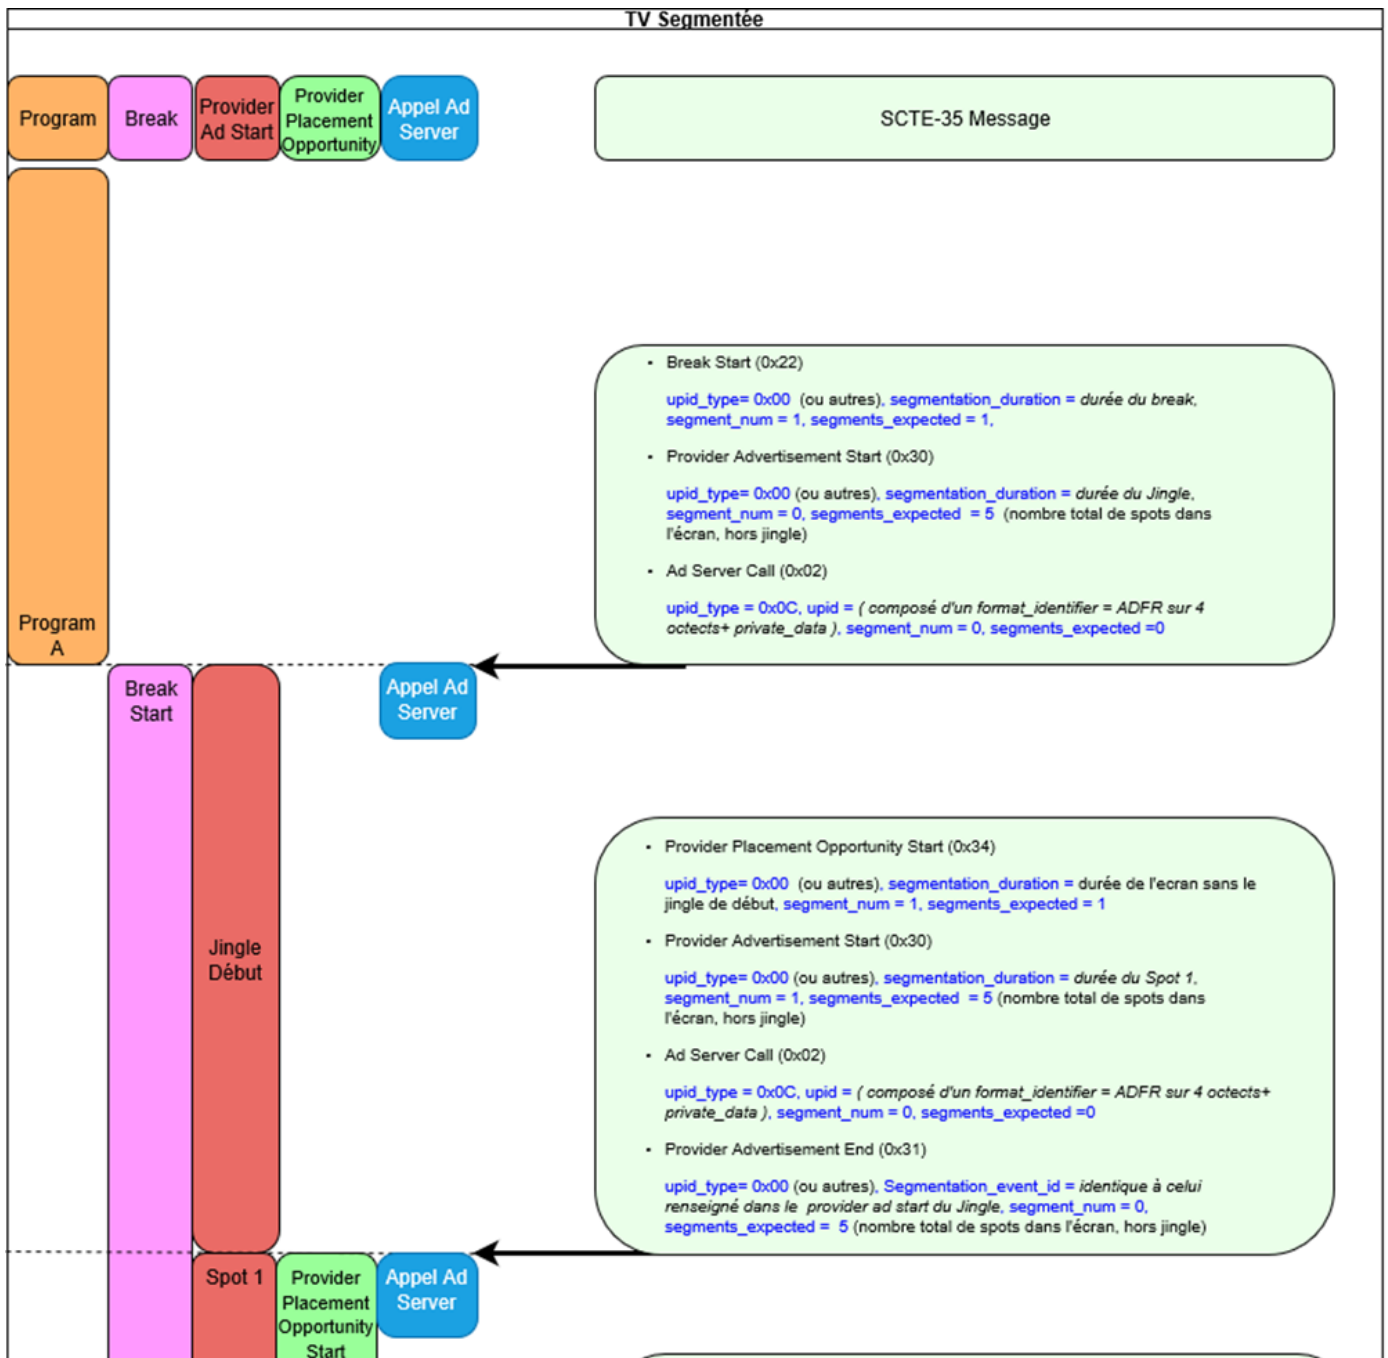 TV Segmentée
Program
Break
Provider
Ad Start
Provider
Placement
Opportunity
Appel Ad
Server
SCTE-35 Message
• Break Start (0x22)
upid_type= 0x00 (ou autres), segmentation_duration = durée du break,
segment_num = 1, segments_expected = 1,
• Provider Advertisement Start (0x30)
upid_type= 0x00 (ou autres), segmentation_duration = durée du Jingle,
segment_num = 0, segments_expected = 5 (nombre total de spots dans
l'écran, hors jingle)
• Ad Server Call (0x02)
upid_type = 0x0C, upid = ( composé d'un format_identifier = ADFR sur 4
octects+ private_data ), segment_num = 0, segments_expected =0
Program
A
Break
Start
Appel Ad
Server
• Provider Placement Opportunity Start (0x34)
upid_type= 0x00 (ou autres), segmentation_duration = durée de l'ecran sans le
jingle de début, segment_num = 1, segments_expected = 1
• Provider Advertisement Start (0x30)
upid_type= 0x00 (ou autres), segmentation_duration = durée du Spot 1,
segment_num = 1, segments_expected = 5 (nombre total de spots dans
l'écran, hors jingle)
• Ad Server Call (0x02)
upid_type = 0x0C, upid = ( composé d'un format_identifier = ADFR sur 4 octects+
private_data ), segment_num = 0, segments_expected =0
• Provider Advertisement End (0x31)
upid_type= 0x00 (ou autres), Segmentation_event_id = identique à celui
renseigné dans le provider ad start du Jingle, segment_num = 0,
segments_expected = 5 (nombre total de spots dans l'écran, hors jingle)
Jingle
Début
Spot 1
Provider
Placement
Opportunity
Start
Appel Ad
Server